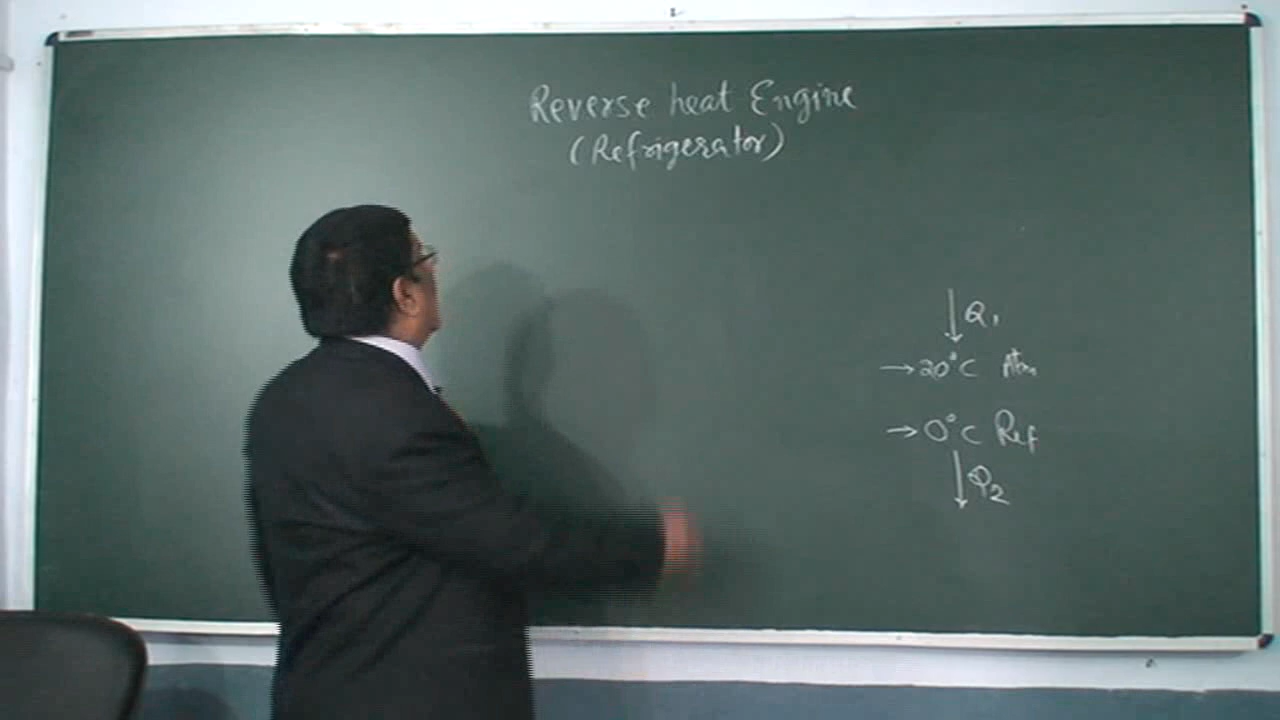 Reverse heat Engine
(Refrigerator)
↓ Q1
→ 20°C Atm
→ 0°C Ref
↓ Q2